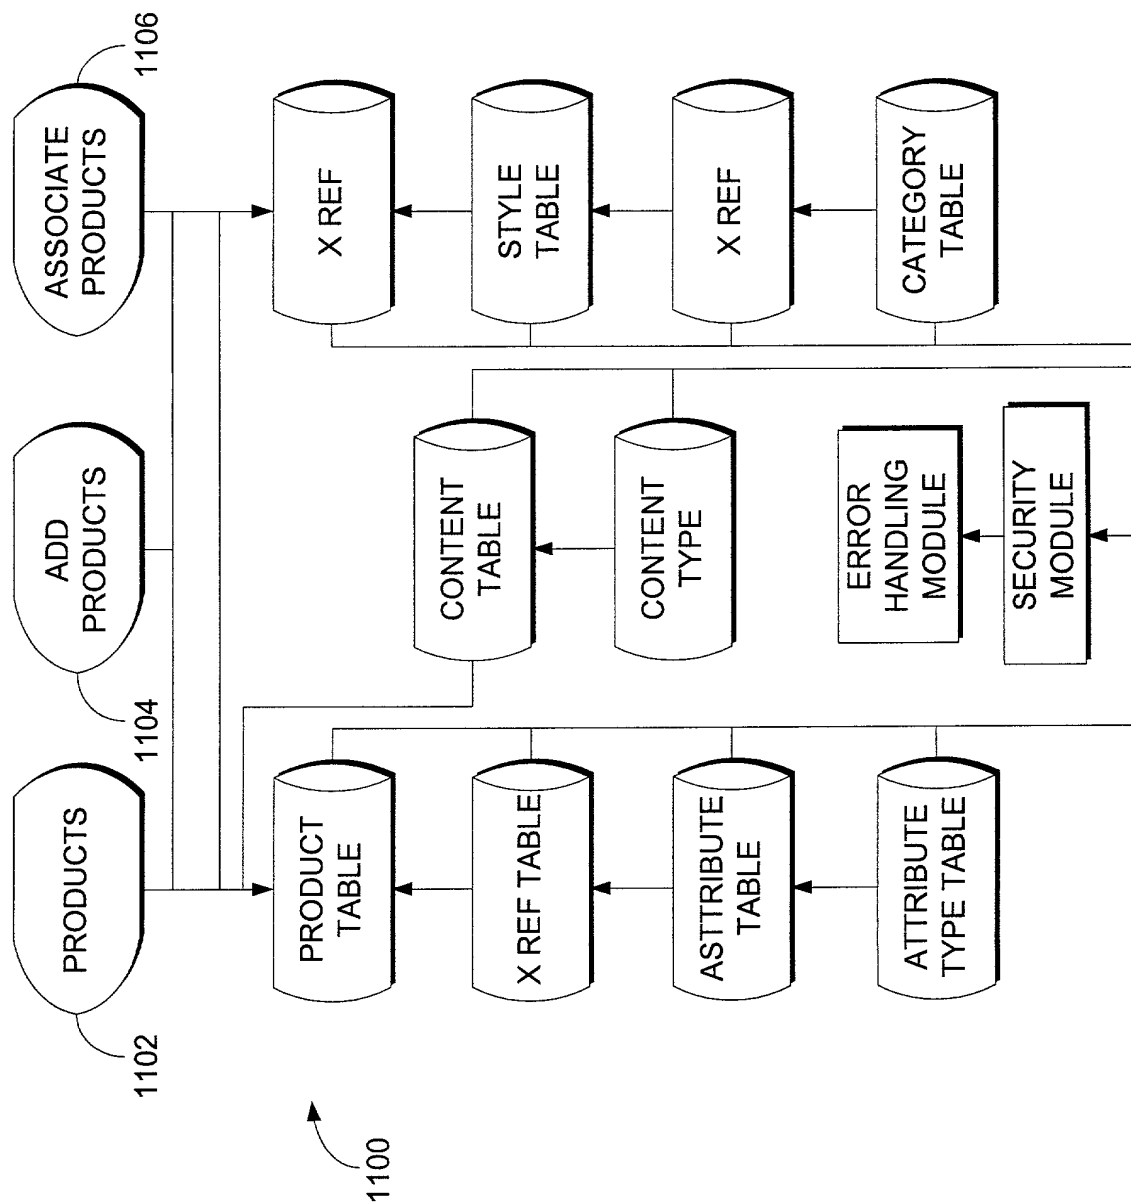 1102
PRODUCTS
1104
ADD
PRODUCTS
ASSOCIATE
PRODUCTS
1106
1100
PRODUCT
TABLE
X REF
X REF TABLE
CONTENT
TABLE
STYLE
TABLE
ASTTRIBUTE
TABLE
CONTENT
TYPE
X REF
ATTRIBUTE
TYPE TABLE
ERROR
HANDLING
MODULE
CATEGORY
TABLE
SECURITY
MODULE